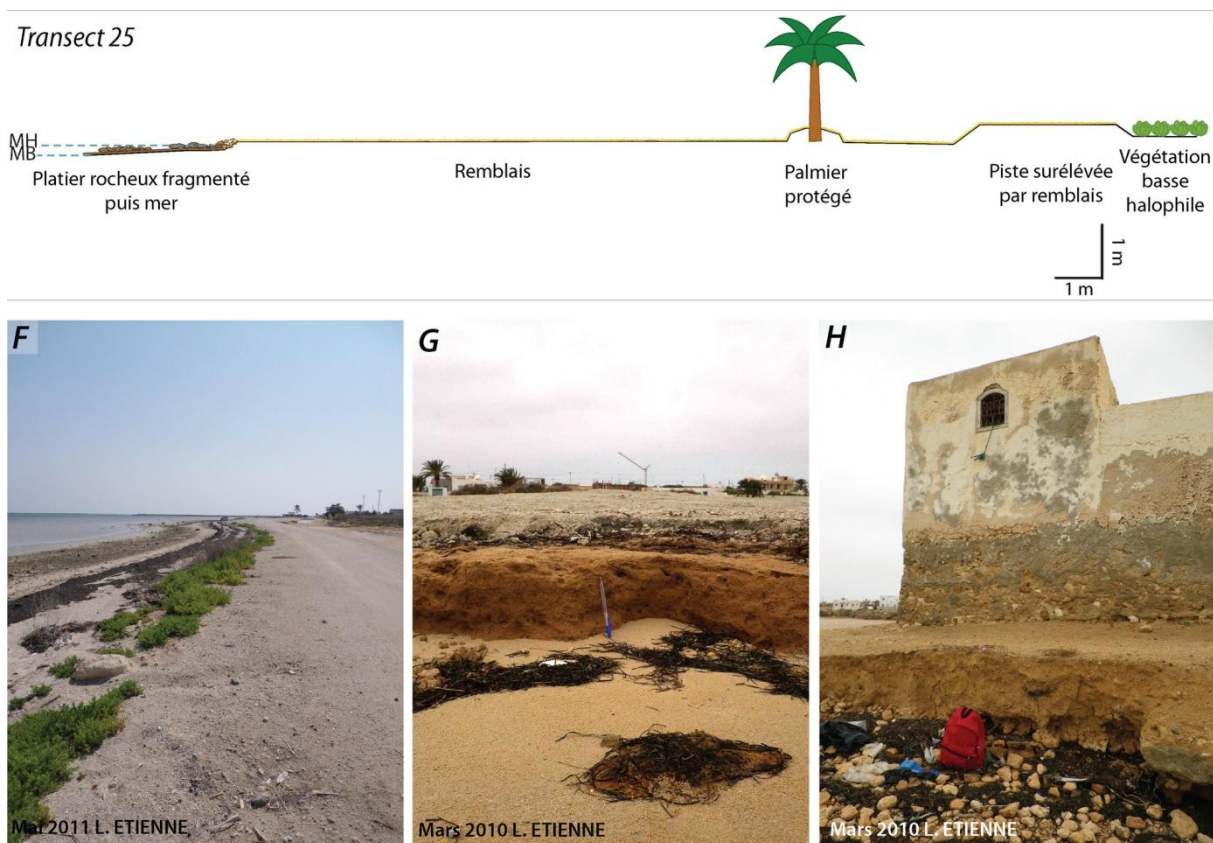 Transect 25
MH
MB
Platier rocheux fragmenté
puis mer
Remblais
Palmier
protégé
Piste surélévée
par remblais
Végétation
basse
halophile
1 m
1 m
F
G
H
Mai 2011 L. ETIENNE
Mars 2010 L. ETIENNE
Mars 2010 L. ETIENNE